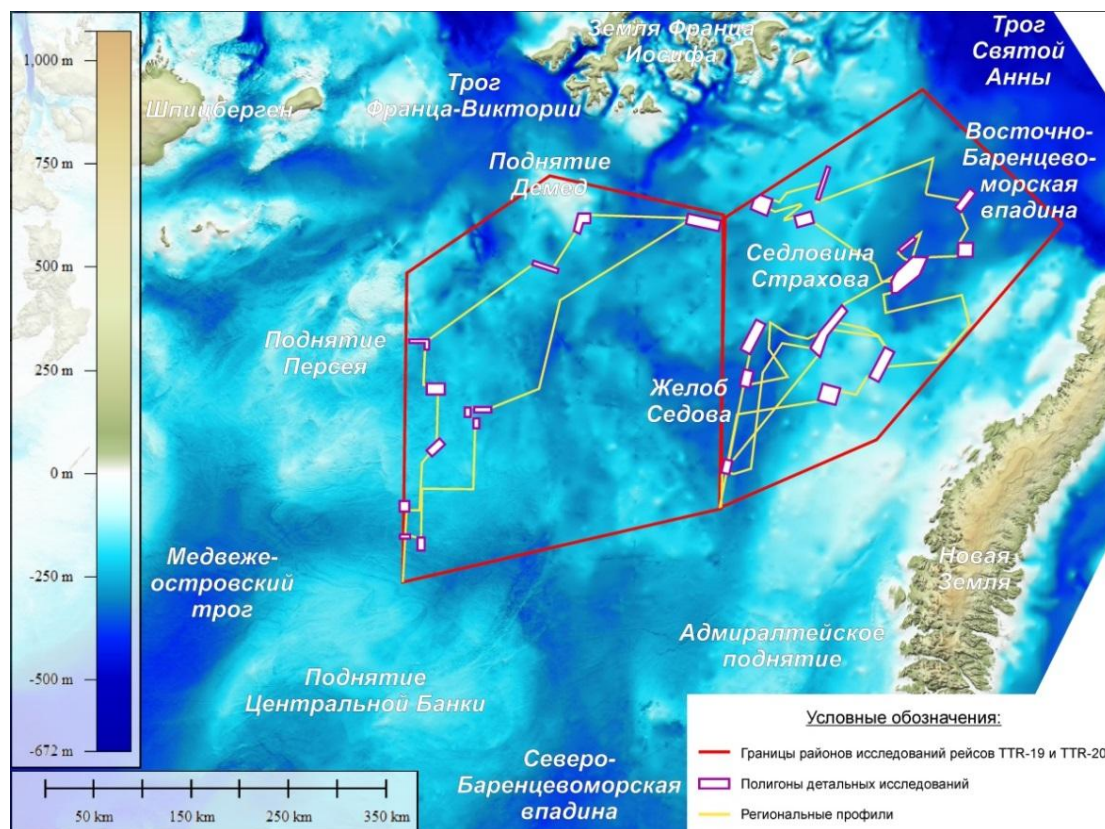 1,000 m
750 m
500 m
250 m
0 m
-250 m
-500 m
-672 m
50 km
150 km
250 km
350 km
Шпицберген
Трог
Франца-Виктории
Земля Франца
Иосифа
Трог
Святой
Анны
Поднятие
Демед
Восточно-
Баренцево-
морская
впадина
Седловина
Страхова
Поднятие
Персея
Желоб
Седова
Медвеже-
островский
трог
Новая
Земля
Адмиралтейское
поднятие
Поднятие
Центральной Банки
Северо-
Баренцевоморская
впадина
Условные обозначения:
Границы районов исследований рейсов TTR-19 и TTR-20
Полигоны детальных исследований
Региональные профили